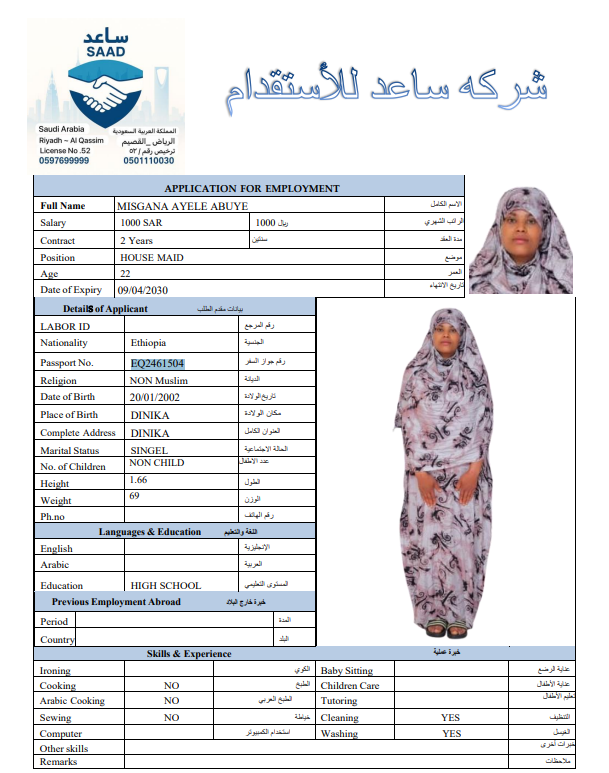 ساعد
SAAD
Saudi Arabia المملكة العربية السعودية
Riyadh ~ Al Qassim الرياض_القصيم
License No .52 ترخيص رقم / ٥٢
0597699999 0501110030
شركه ساعد للأستقدام
APPLICATION FOR EMPLOYMENT
Full Name MISGANA AYELE ABUYE الاسم الكامل
Salary 1000 SAR 1000 ريال الراتب الشهري
Contract 2 Years سنتين مدة العقد
Position HOUSE MAID موضع
Age 22 العمر
Date of Expiry 09/04/2030 تاريخ الانتهاء
Details of Applicant بيانات مقدم الطلب
LABOR ID رقم المرجع
Nationality Ethiopia الجنسية
Passport No. EQ2461504 رقم جواز السفر
Religion NON Muslim الديانة
Date of Birth 20/01/2002 تاريخ الولادة
Place of Birth DINIKA مكان الولادة
Complete Address DINIKA العنوان الكامل
Marital Status SINGEL الحالة الاجتماعية
No. of Children NON CHILD عدد الاطفال
Height 1.66 الطول
Weight 69 الوزن
Ph.no رقم الهاتف
Languages & Education اللغة والتعليم
English الإنجليزية
Arabic العربية
Education HIGH SCHOOL المستوى التعليمي
Previous Employment Abroad خبرة خارج البلاد
Period المدة
Country البلد
Skills & Experience خبرة عملية
Ironing الكوي Baby Sitting عناية الرضع
Cooking NO الطبخ Children Care عناية الأطفال
Arabic Cooking NO الطبخ العربي Tutoring تعليم الأطفال
Sewing NO خياطة Cleaning YES التنظيف
Computer استخدام الكمبيوتر Washing YES الغسيل
Other skills خبرات أخرى
Remarks ملاحظات